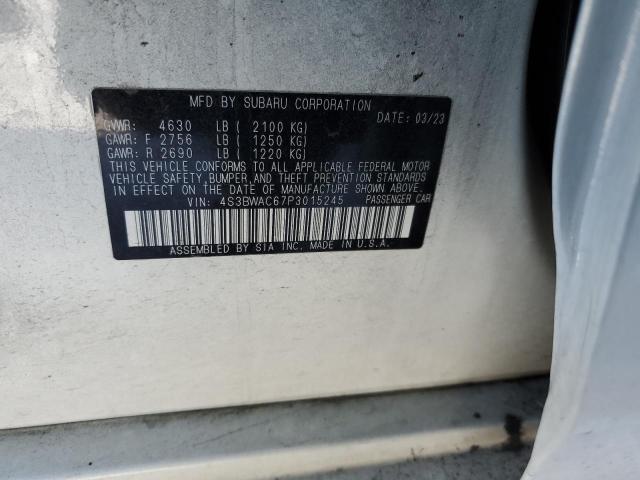 MFD BY SUBARU CORPORATION
DATE: 03/23
GVWR: 4630 LB ( 2100 KG)
GAWR: F 2756 LB ( 1250 KG)
GAWR: R 2690 LB ( 1220 KG)
THIS VEHICLE CONFORMS TO ALL APPLICABLE FEDERAL MOTOR
VEHICLE SAFETY, BUMPER, AND THEFT PREVENTION STANDARDS
IN EFFECT ON THE DATE OF MANUFACTURE SHOWN ABOVE.
VIN: 4S3BWAC67P3015245 PASSENGER CAR
ASSEMBLED BY SIA INC. MADE IN U.S.A.